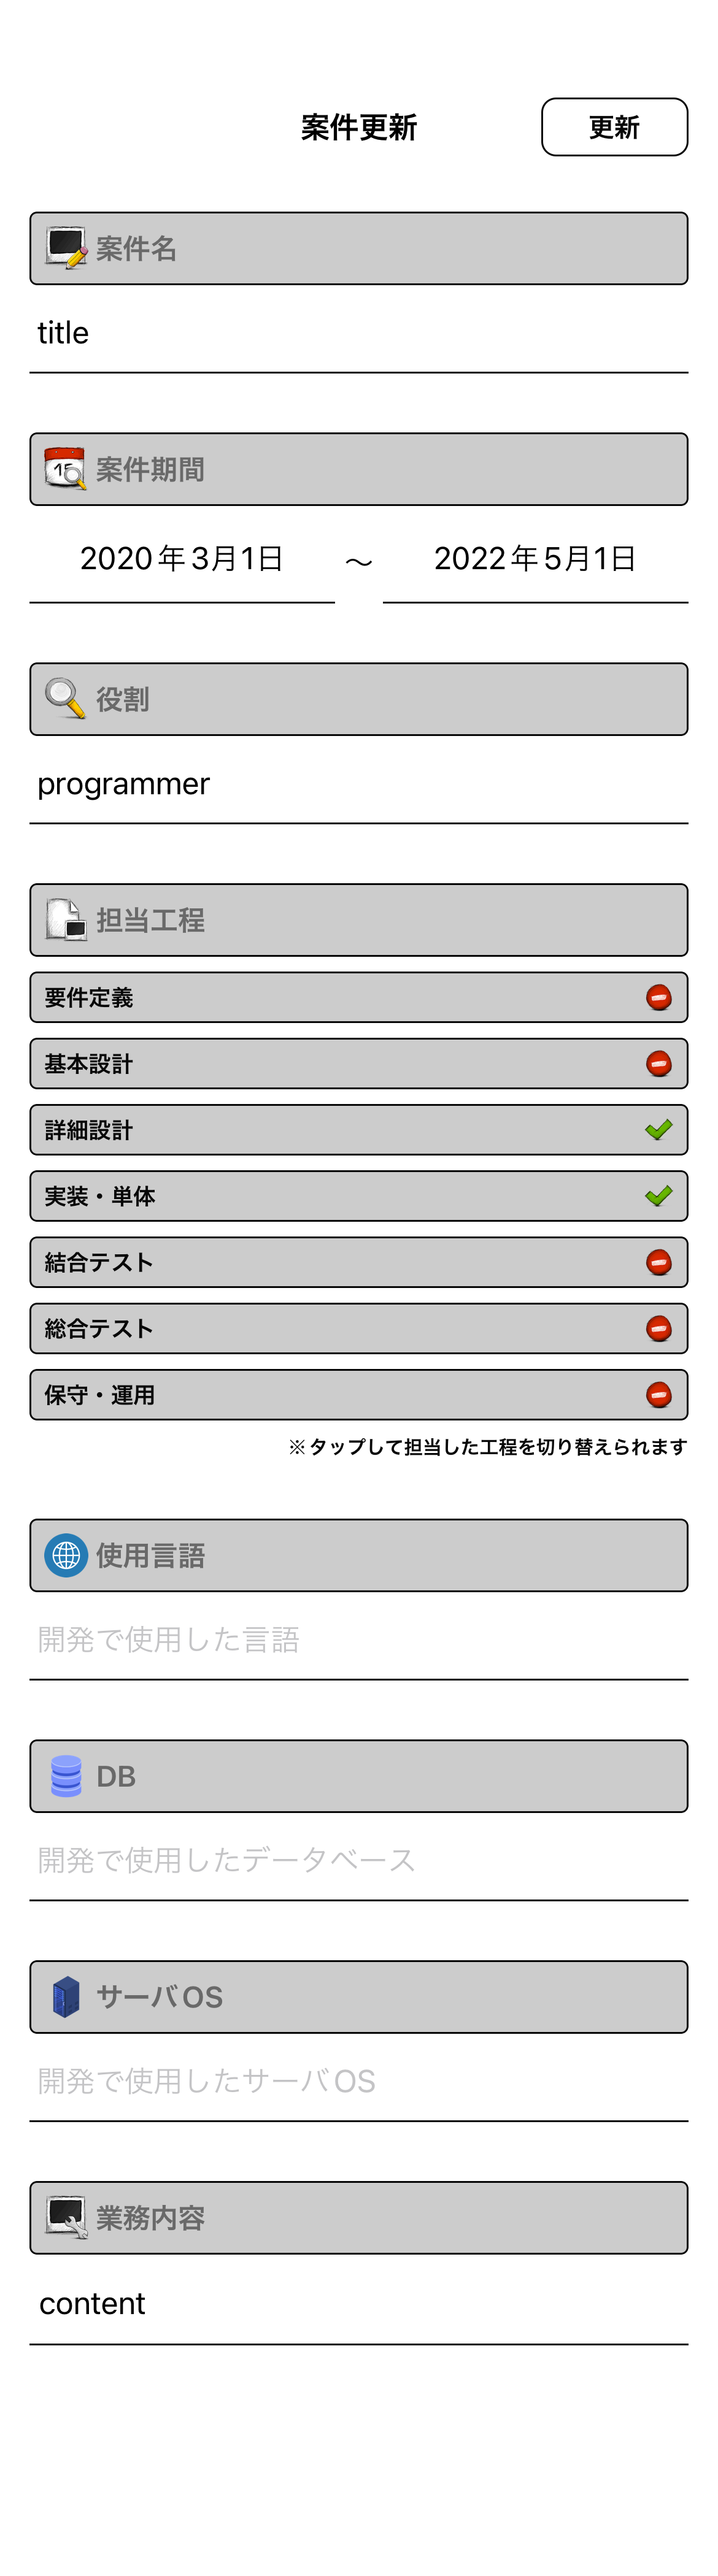 案件更新
更新
案件名
title
15
案件期間
2020年3月1日 〜 2022年5月1日
役割
programmer
担当工程
要件定義
基本設計
詳細設計
実装・単体
結合テスト
総合テスト
保守・運用
※タップして担当した工程を切り替えられます
使用言語
開発で使用した言語
DB
開発で使用したデータベース
サーバOS
開発で使用したサーバOS
業務内容
content